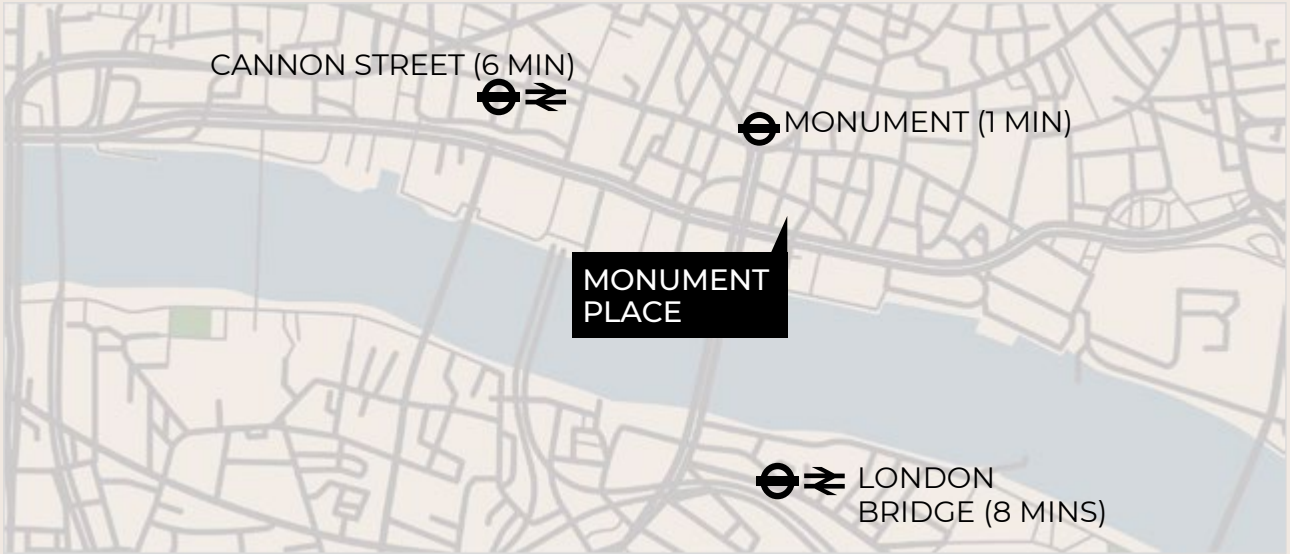 CANNON STREET (6 MIN)
MONUMENT (1 MIN)
MONUMENT
PLACE
LONDON
BRIDGE (8 MINS)